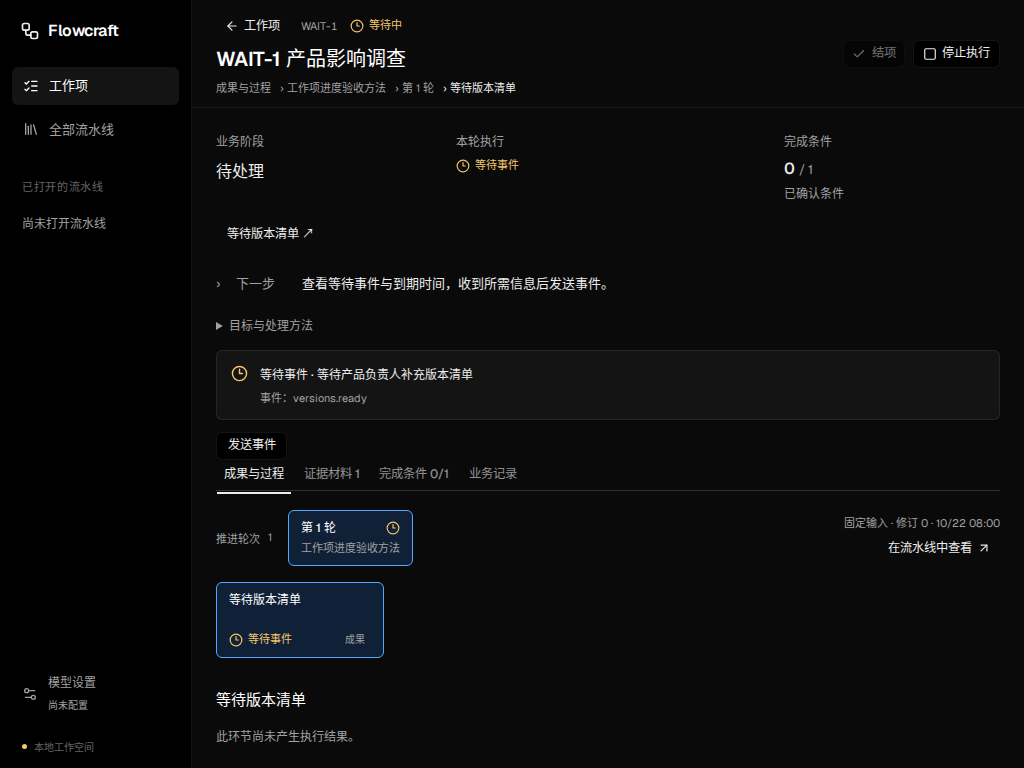 Flowcraft
工作项
全部流水线
已打开的流水线
尚未打开流水线
模型设置
尚未配置
本地工作空间
工作项 WAIT-1 等待中
WAIT-1 产品影响调查
成果与过程 › 工作项进度验收方法 › 第 1 轮 › 等待版本清单
结项 停止执行
业务阶段
待处理
本轮执行
等待事件
完成条件
0 / 1
已确认条件
等待版本清单 ↗
› 下一步 查看等待事件与到期时间，收到所需信息后发送事件。
▶ 目标与处理方法
等待事件 · 等待产品负责人补充版本清单
事件：versions.ready
发送事件
成果与过程 证据材料 1 完成条件 0/1 业务记录
推进轮次 1
第 1 轮
工作项进度验收方法
固定输入 · 修订 0 · 10/22 08:00
在流水线中查看
等待版本清单
等待事件 成果
等待版本清单
此环节尚未产生执行结果。